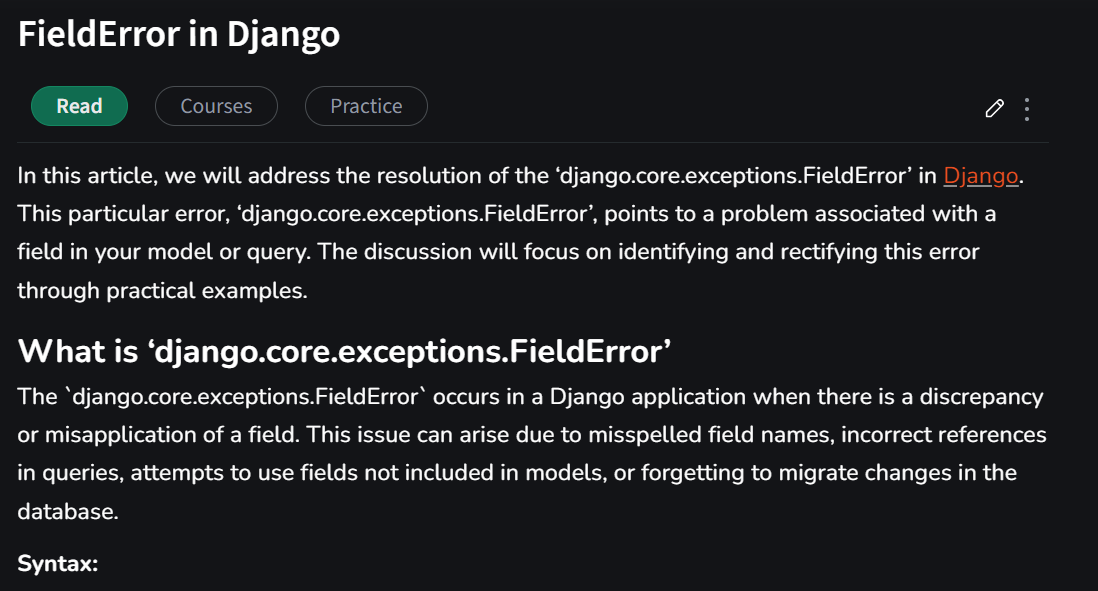 FieldError in Django
Read
Courses
Practice
In this article, we will address the resolution of the ‘django.core.exceptions.FieldError’ in Django.
This particular error, ‘django.core.exceptions.FieldError’, points to a problem associated with a
field in your model or query. The discussion will focus on identifying and rectifying this error
through practical examples.
What is ‘django.core.exceptions.FieldError’
The `django.core.exceptions.FieldError` occurs in a Django application when there is a discrepancy
or misapplication of a field. This issue can arise due to misspelled field names, incorrect references
in queries, attempts to use fields not included in models, or forgetting to migrate changes in the
database.
Syntax: